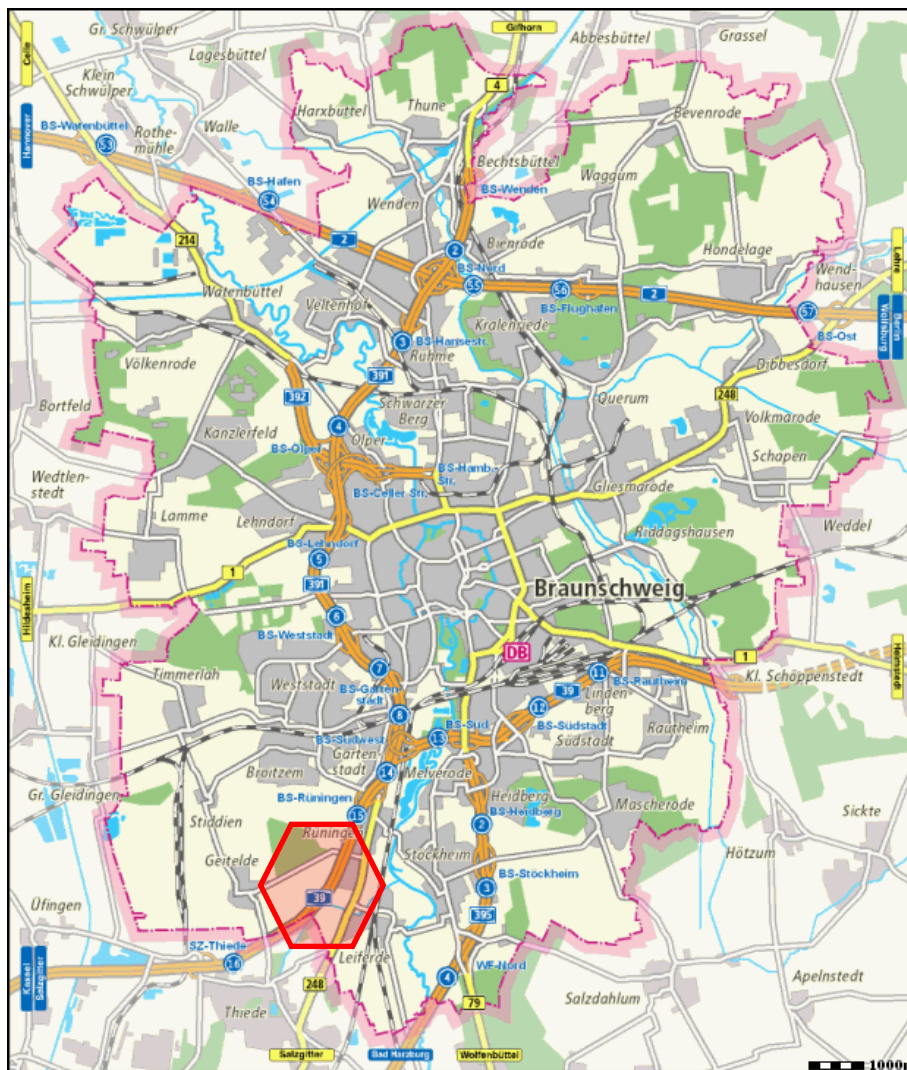 Gifhorn
Celle
Gr. Schwülper
Lagesbüttel
Abbesbüttel
Grassel
Klein
Schwülper
4
Thune
Harxbüttel
Bevenrode
Hannover
BS-Watenbüttel
53
Rothe-
mühle
Walle
Bechtsbüttel
BS-Hafen
54
Wenden
BS-Wenden
Waggum
214
2
2
Bienrode
Hondelage
Lehre
BS-Nord
55
56
BS-Flughafen
2
Wend-
hausen
Watenbüttel
Veltenhof
57
Berlin
Wolfsburg
Kralenriede
BS-Ost
3
BS-Hansestr.
Rühme
Völkenrode
Dibbesdorf
391
392
Schwarzer
Berg
Querum
248
Bortfeld
4
Volkmarode
Kanzlerfeld
Ölper
BS-Ölper
Schapen
Wedtlen-
stedt
BS-Hamb.-
Str.
BS-Celler Str.
Gliesmarode
Lamme
Lehndorf
Riddagshausen
Weddel
BS-Lehndorf
5
1
391
Braunschweig
Hildesheim
6
BS-Weststadt
Kl. Gleidingen
DB
1
Helmstedt
Timmerlah
7
Weststadt
BS-Garten
stadt
11
BS-Rautheim
Kl. Schöppenstedt
39
Linden
berg
12
8
BS-Süd
13
BS-Südstadt
Rautheim
BS-Südwest
Garten
stadt
Südstadt
Broitzem
14
Melverode
Gr. Gleidingen
Heidberg
BS-Rüningen
15
Mascherode
Sickte
Stiddien
2
BS-Heidberg
Rüningen
Geitelde
Stöckheim
Hötzum
3
BS-Stöckheim
39
Üfingen
395
SZ-Thiede
16
Leiferde
Kassel
Salzgitter
4
WF-Nord
248
Apelnstedt
Thiede
79
Salzdahlum
Salzgitter
Bad Harzburg
Wolfenbüttel